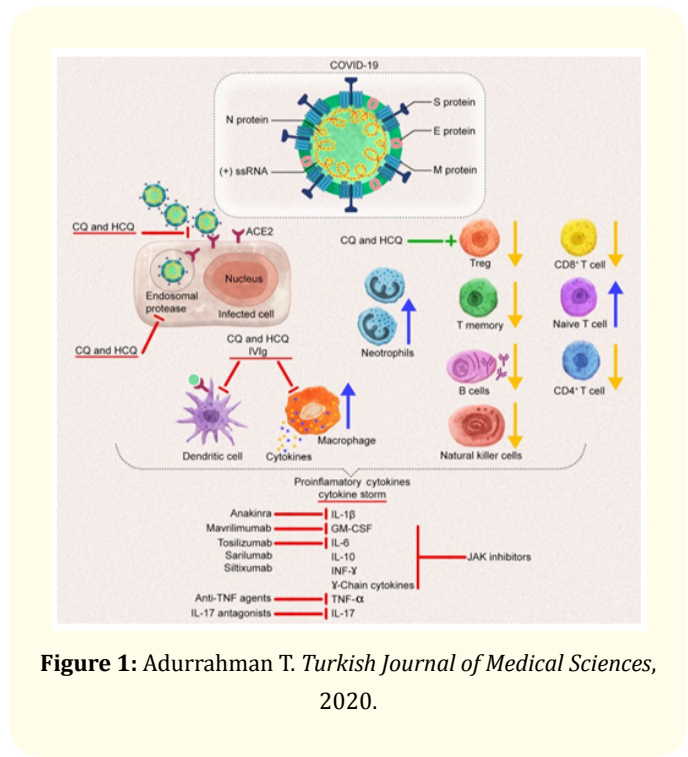 COVID-19
N protein
(+) ssRNA
S protein
E protein
M protein
CQ and HCQ
ACE2
Nucleus
Endosomal
protease
Infected cell
CQ and HCQ
CQ and HCQ
IVIg
Dendritic cell
Cytokines
Macrophage
CQ and HCQ
Treg
CD8⁺ T cell
T memory
Naive T cell
Neotrophils
B cells
CD4⁺ T cell
Natural killer cells
Proinflamatory cytokines
cytokine storm
Anakinra IL-1β
Mavrilimumab GM-CSF
Tosilizumab IL-6
Sarilumab IL-10
Siltixumab INF-Ɣ
Ɣ-Chain cytokines
Anti-TNF agents TNF-α
IL-17 antagonists IL-17
JAK inhibitors
Figure 1: Adurrahman T. Turkish Journal of Medical Sciences,
2020.